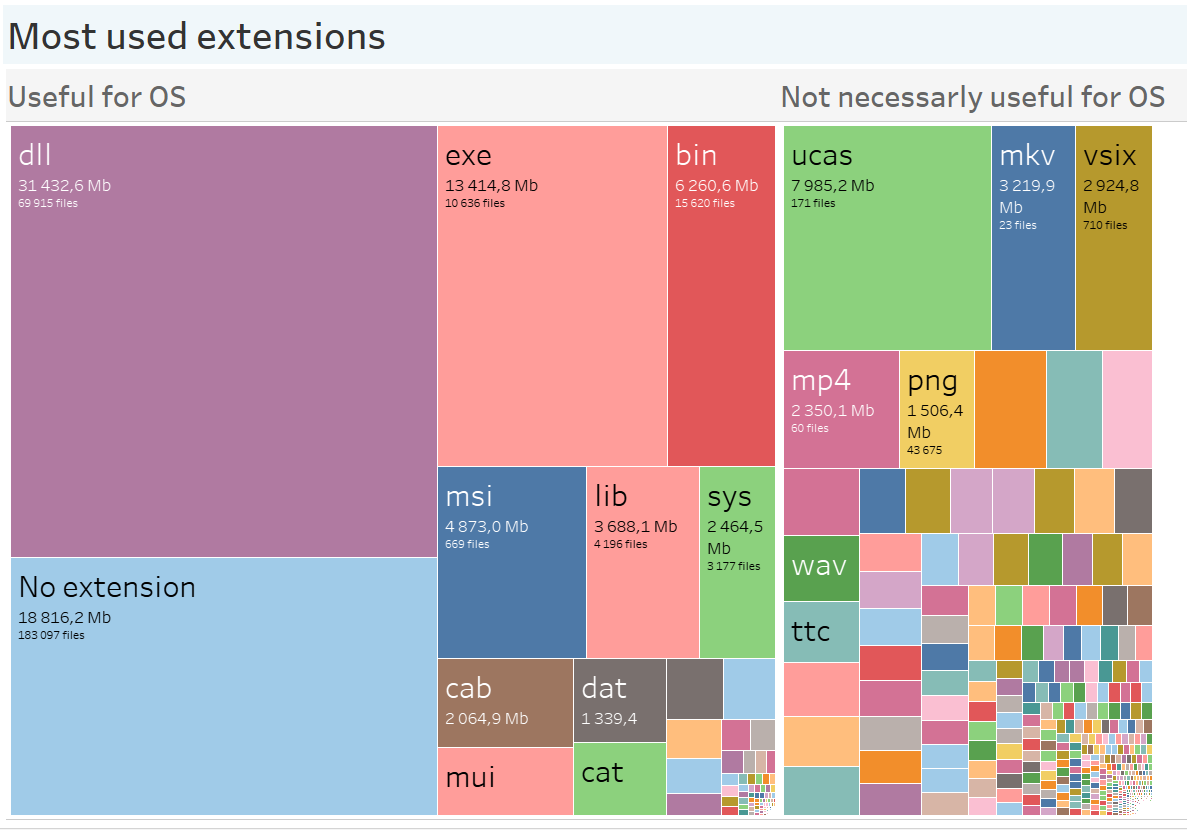 Most used extensions
Useful for OS
Not necessarly useful for OS
dll
31 432,6 Mb
69 915 files
No extension
18 816,2 Mb
183 097 files
exe
13 414,8 Mb
10 636 files
bin
6 260,6 Mb
15 620 files
msi
4 873,0 Mb
669 files
lib
3 688,1 Mb
4 196 files
sys
2 464,5
Mb
3 177 files
cab
2 064,9 Mb
dat
1 339,4
mui
cat
ucas
7 985,2 Mb
171 files
mkv
3 219,9
Mb
23 files
vsix
2 924,8
Mb
710 files
mp4
2 350,1 Mb
60 files
png
1 506,4
Mb
43 675
wav
ttc